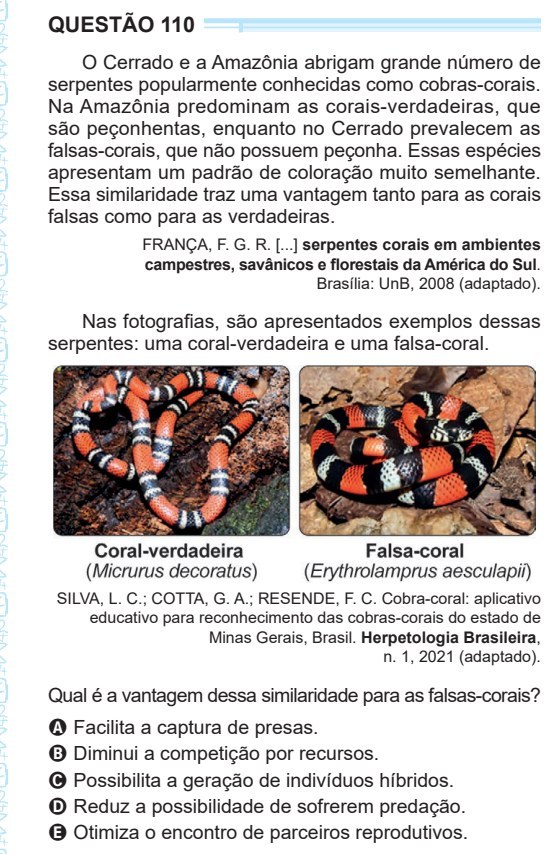 QUESTÃO 110
O Cerrado e a Amazônia abrigam grande número de
serpentes popularmente conhecidas como cobras-corais.
Na Amazônia predominam as corais-verdadeiras, que
são peçonhentas, enquanto no Cerrado prevalecem as
falsas-corais, que não possuem peçonha. Essas espécies
apresentam um padrão de coloração muito semelhante.
Essa similaridade traz uma vantagem tanto para as corais
falsas como para as verdadeiras.
FRANÇA, F. G. R. [...] serpentes corais em ambientes
campestres, savânicos e florestais da América do Sul.
Brasília: UnB, 2008 (adaptado).
Nas fotografias, são apresentados exemplos dessas
serpentes: uma coral-verdadeira e uma falsa-coral.
Coral-verdadeira
(Micrurus decoratus)
Falsa-coral
(Erythrolamprus aesculapii)
SILVA, L. C.; COTTA, G. A.; RESENDE, F. C. Cobra-coral: aplicativo
educativo para reconhecimento das cobras-corais do estado de
Minas Gerais, Brasil. Herpetologia Brasileira,
n. 1, 2021 (adaptado).
Qual é a vantagem dessa similaridade para as falsas-corais?
A Facilita a captura de presas.
B Diminui a competição por recursos.
C Possibilita a geração de indivíduos híbridos.
D Reduz a possibilidade de sofrerem predação.
E Otimiza o encontro de parceiros reprodutivos.